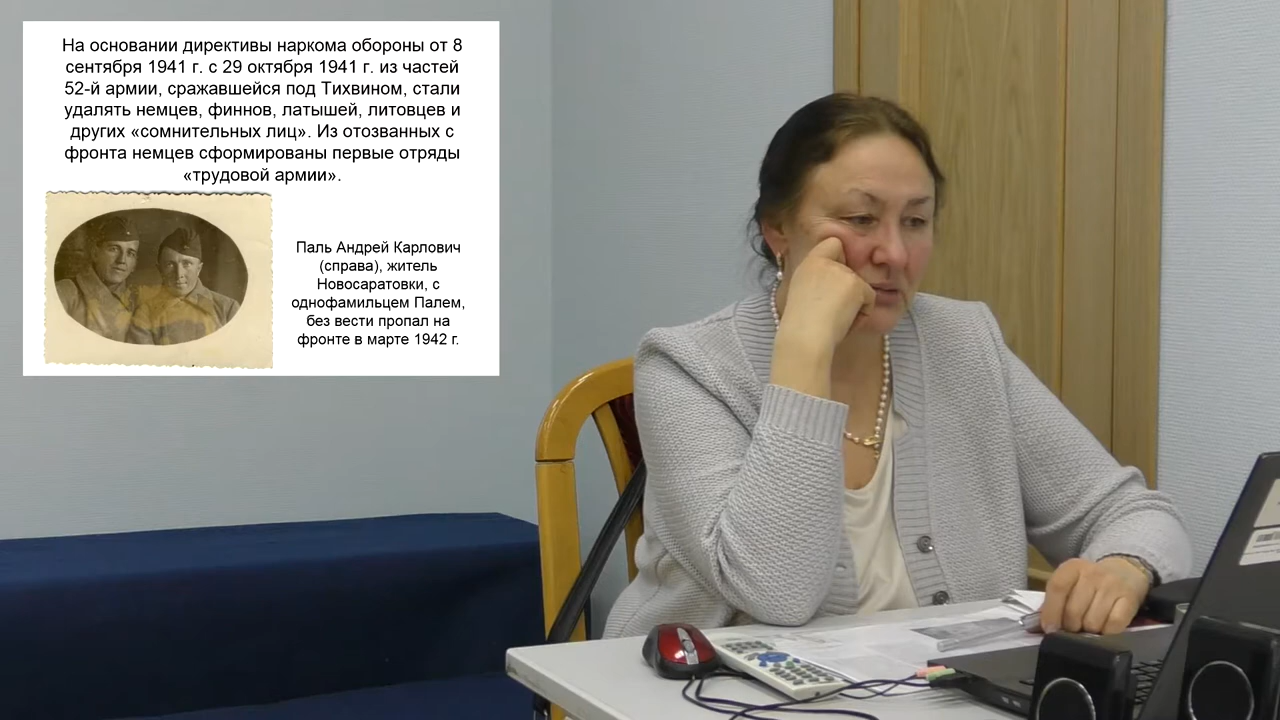 На основании директивы наркома обороны от 8
сентября 1941 г. с 29 октября 1941 г. из частей
52-й армии, сражавшейся под Тихвином, стали
удалять немцев, финнов, латышей, литовцев и
других «сомнительных лиц». Из отозванных с
фронта немцев сформированы первые отряды
«трудовой армии».
Паль Андрей Карлович
(справа), житель
Новосаратовки, с
однофамильцем Палем,
без вести пропал на
фронте в марте 1942 г.